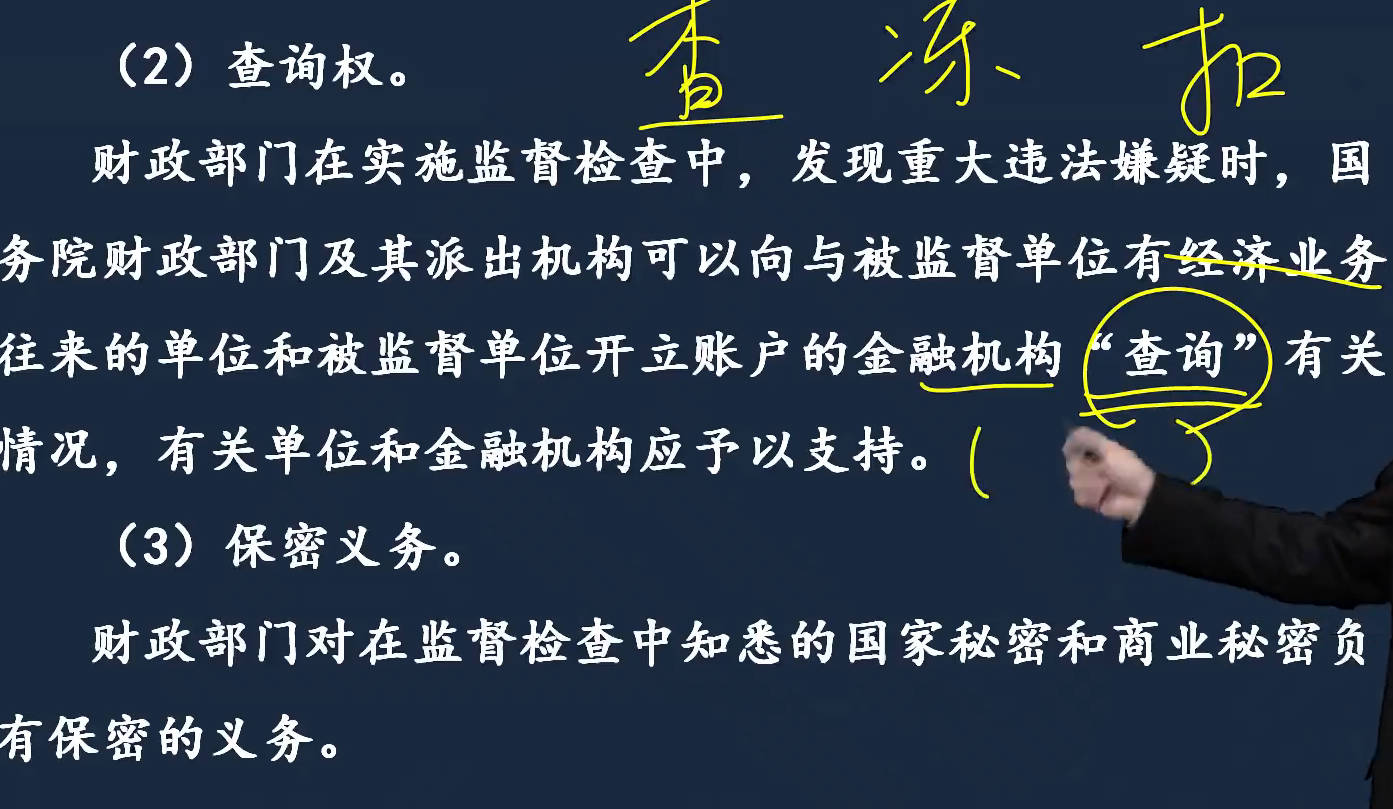 查 冻 扣
（2）查询权。
财政部门在实施监督检查中，发现重大违法嫌疑时，国
务院财政部门及其派出机构可以向与被监督单位有经济业务
往来的单位和被监督单位开立账户的金融机构“查询”有关
情况，有关单位和金融机构应予以支持。（ ）
（3）保密义务。
财政部门对在监督检查中知悉的国家秘密和商业秘密负
有保密的义务。